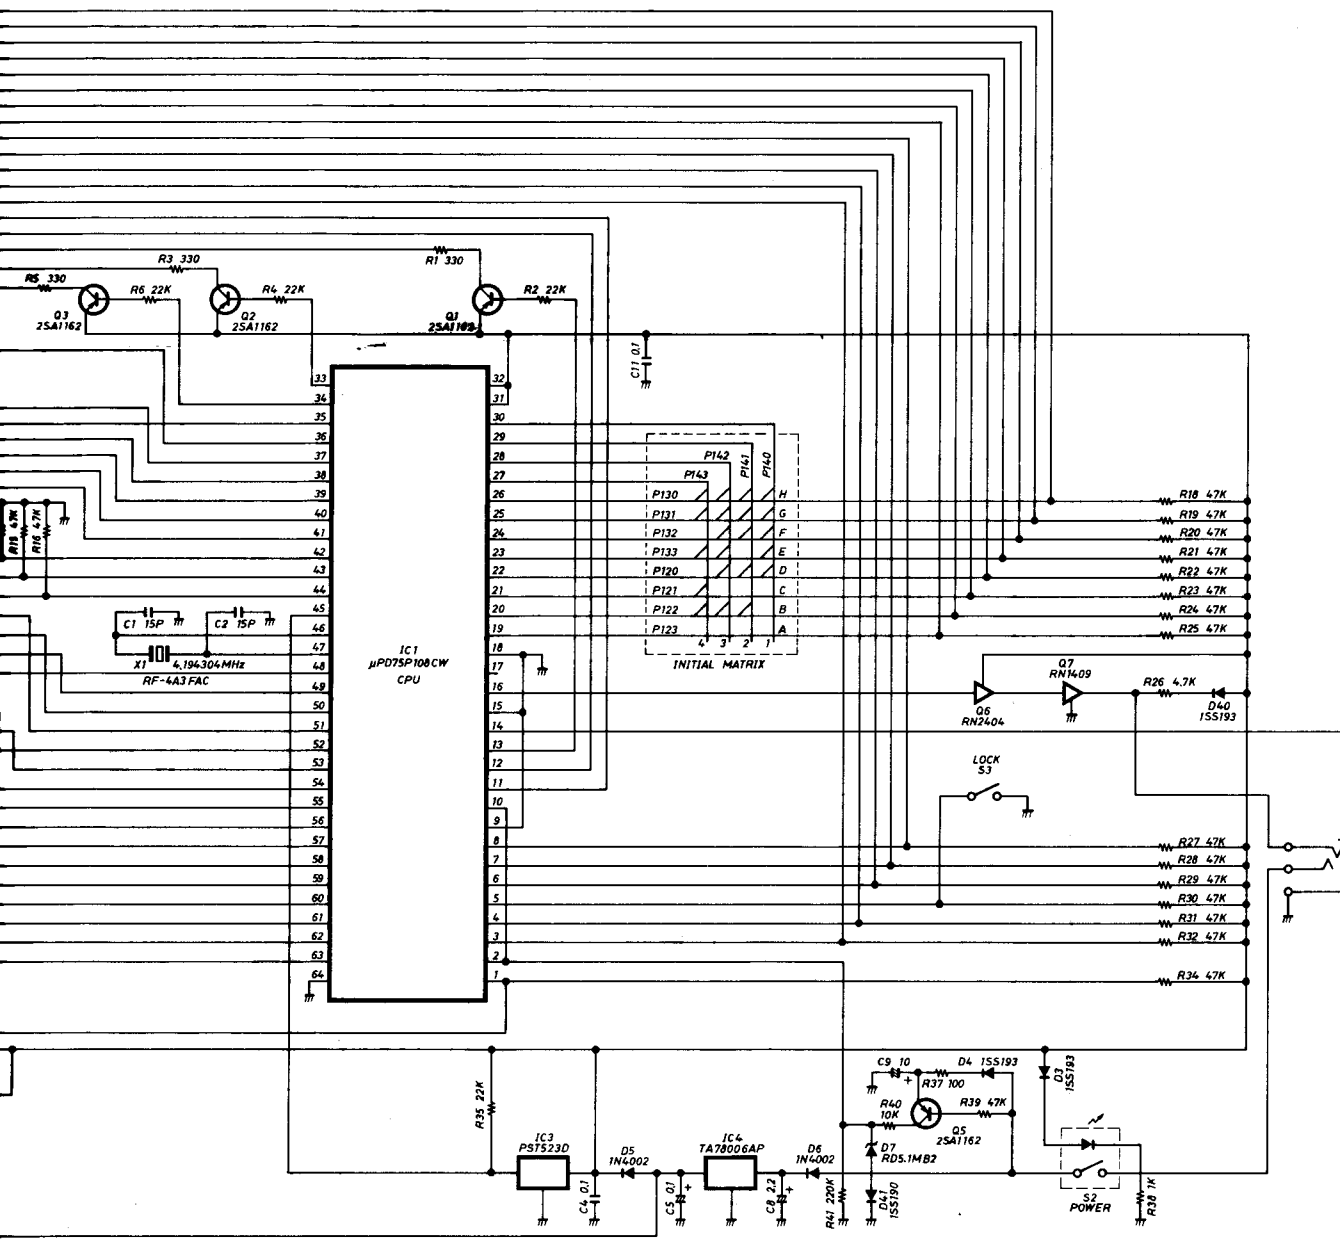 R1 330
R3 330
R5 330
R6 22K
R4 22K
R2 22K
Q3
2SA1162
Q2
2SA1162
Q1
2SA1162
C11 0.1
33
34
35
36
37
38
39
40
41
42
43
44
45
46
47
48
49
50
51
52
53
54
55
56
57
58
59
60
61
62
63
64
32
31
30
29
28
27
26
25
24
23
22
21
20
19
18
17
16
15
14
13
12
11
10
9
8
7
6
5
4
3
2
1
IC1
µPD75P108CW
CPU
R15 47K
R16 47K
C1 15P
C2 15P
X1 4.194304MHz
RF-4A3 FAC
P143
P142
P141
P140
P130 H
P131 G
P132 F
P133 E
P120 D
P121 C
P122 B
P123 A
4 3 2 1
INITIAL MATRIX
R18 47K
R19 47K
R20 47K
R21 47K
R22 47K
R23 47K
R24 47K
R25 47K
Q7
RN1409
Q6
RN2404
R26 4.7K
D40
1SS193
LOCK
S3
R27 47K
R28 47K
R29 47K
R30 47K
R31 47K
R32 47K
R34 47K
R35 22K
IC3
PST523D
C4 0.1
D5
1N4002
C5 0.1
+
IC4
TA78006AP
C8 2.2
+
D6
1N4002
R41 220K
D41
1SS190
D7
RD5.1MB2
R40
10K
C9 10
+
R37 100
D4 1SS193
R39 47K
Q5
2SA1162
D3
1SS193
S2
POWER
R38 1K